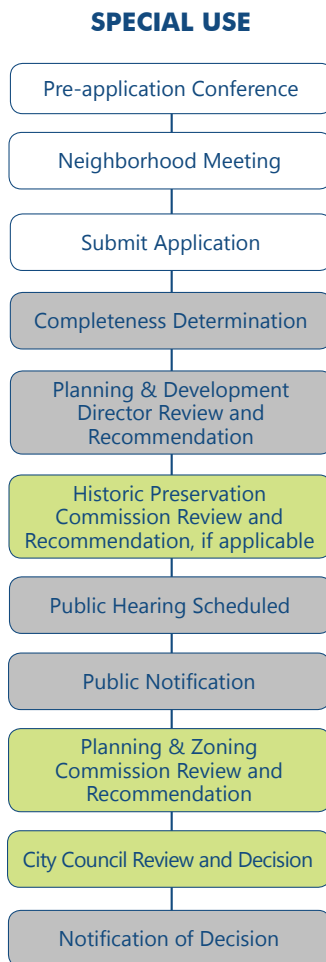 SPECIAL USE
Pre-application Conference
Neighborhood Meeting
Submit Application
Completeness Determination
Planning & Development
Director Review and
Recommendation
Historic Preservation
Commission Review and
Recommendation, if applicable
Public Hearing Scheduled
Public Notification
Planning & Zoning
Commission Review and
Recommendation
City Council Review and Decision
Notification of Decision